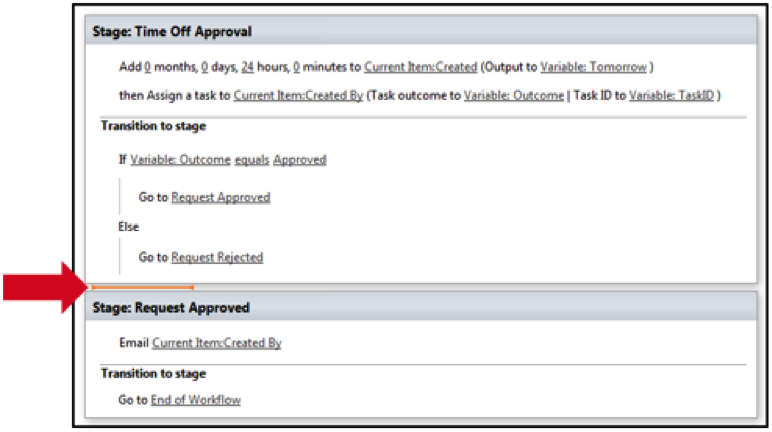 Stage: Time Off Approval
Add 0 months, 0 days, 24 hours, 0 minutes to Current Item:Created (Output to Variable: Tomorrow )
then Assign a task to Current Item:Created By (Task outcome to Variable: Outcome | Task ID to Variable: TaskID )
Transition to stage
If Variable: Outcome equals Approved
Go to Request Approved
Else
Go to Request Rejected
Stage: Request Approved
Email Current Item:Created By
Transition to stage
Go to End of Workflow